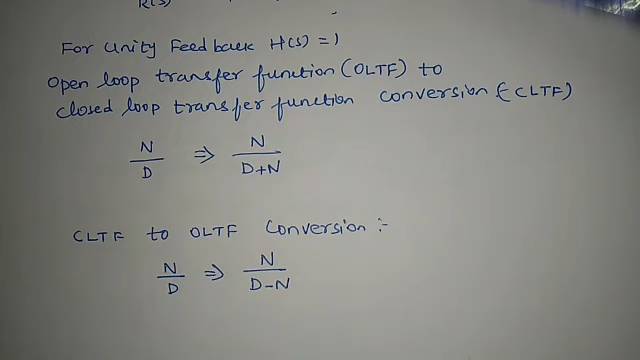 R(s)
For Unity Feedback H(s) = 1
Open loop transfer function (OLTF) to
closed loop transfer function conversion (CLTF)
N/D ⇒ N/D+N
CLTF to OLTF Conversion :-
N/D ⇒ N/D-N